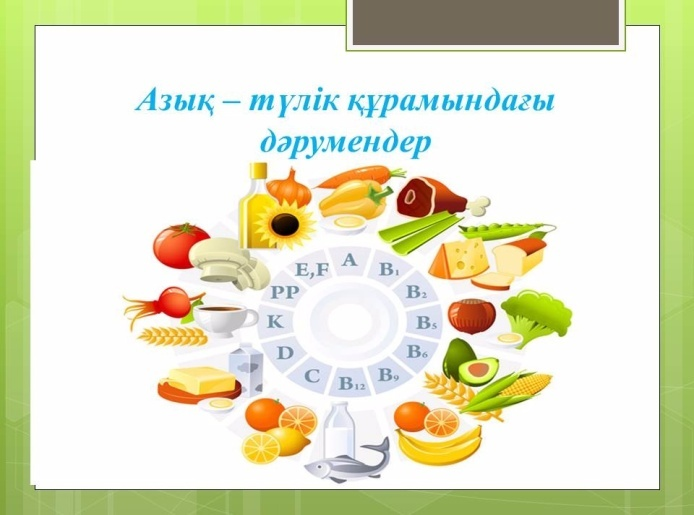 Азық – түлік құрамындағы
дәрумендер
A
B₁
B₂
B₅
B₆
B₉
B₁₂
C
D
K
PP
E,F